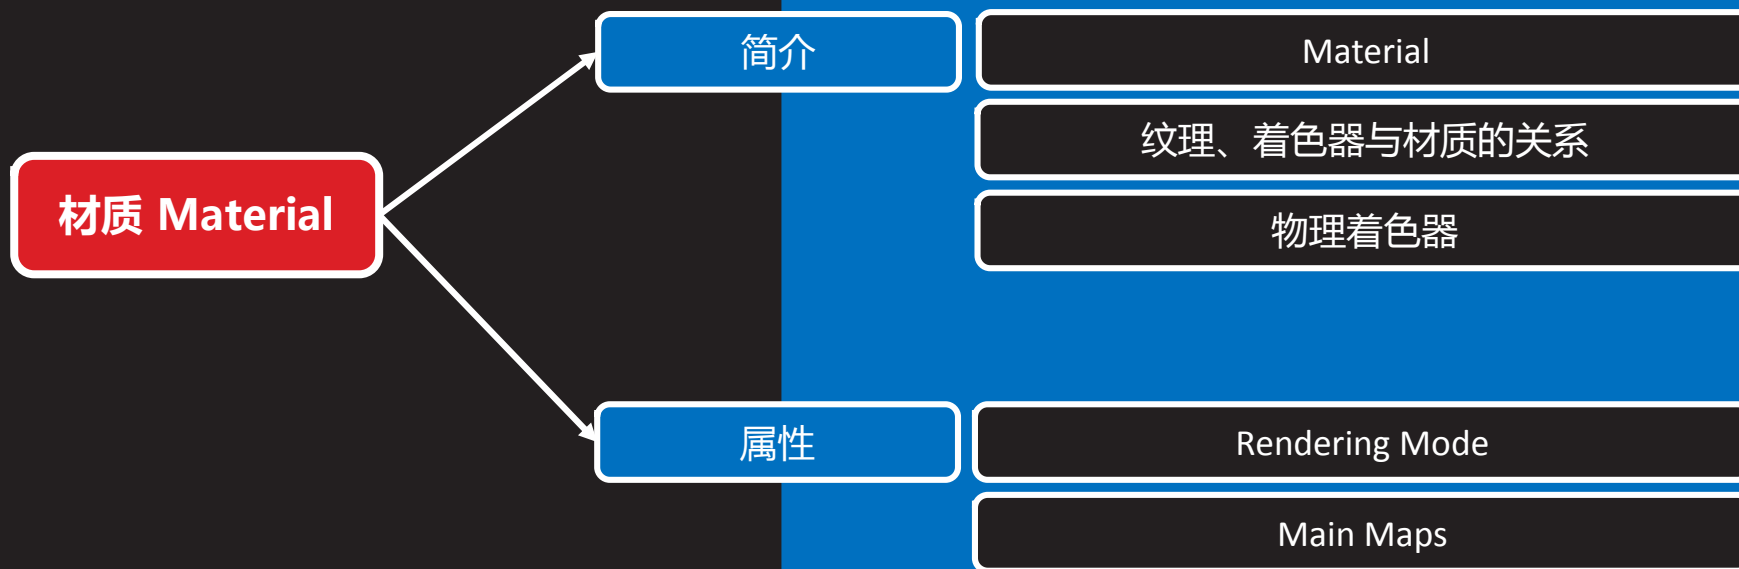 材质 Material
简介
Material
纹理、着色器与材质的关系
物理着色器
属性
Rendering Mode
Main Maps